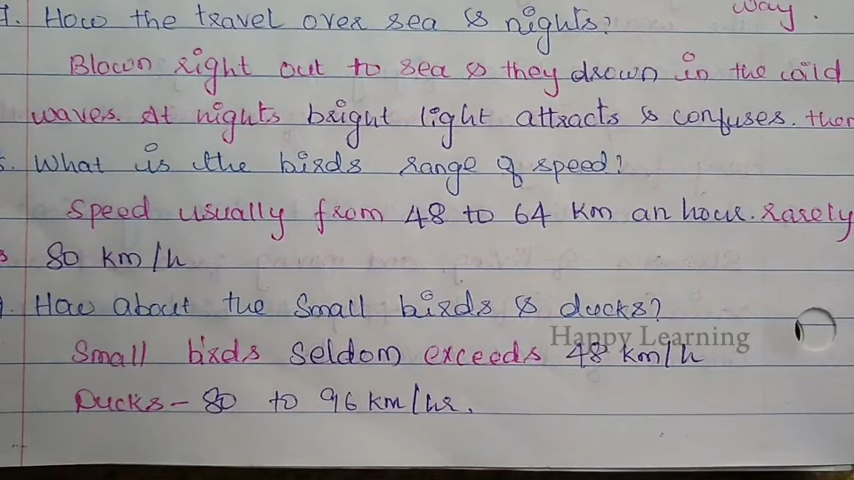 way.
7. How the travel over sea & nights?
Blown right out to sea & they drown in the cold
waves. At nights bright light attracts & confuses. them
What is the birds range of speed?
Speed usually from 48 to 64 km an hour. rarely
80 km/h
How about the small birds & ducks?
Happy Learning
Small birds seldom exceeds 48 km/h
Ducks - 80 to 96 km/hr.